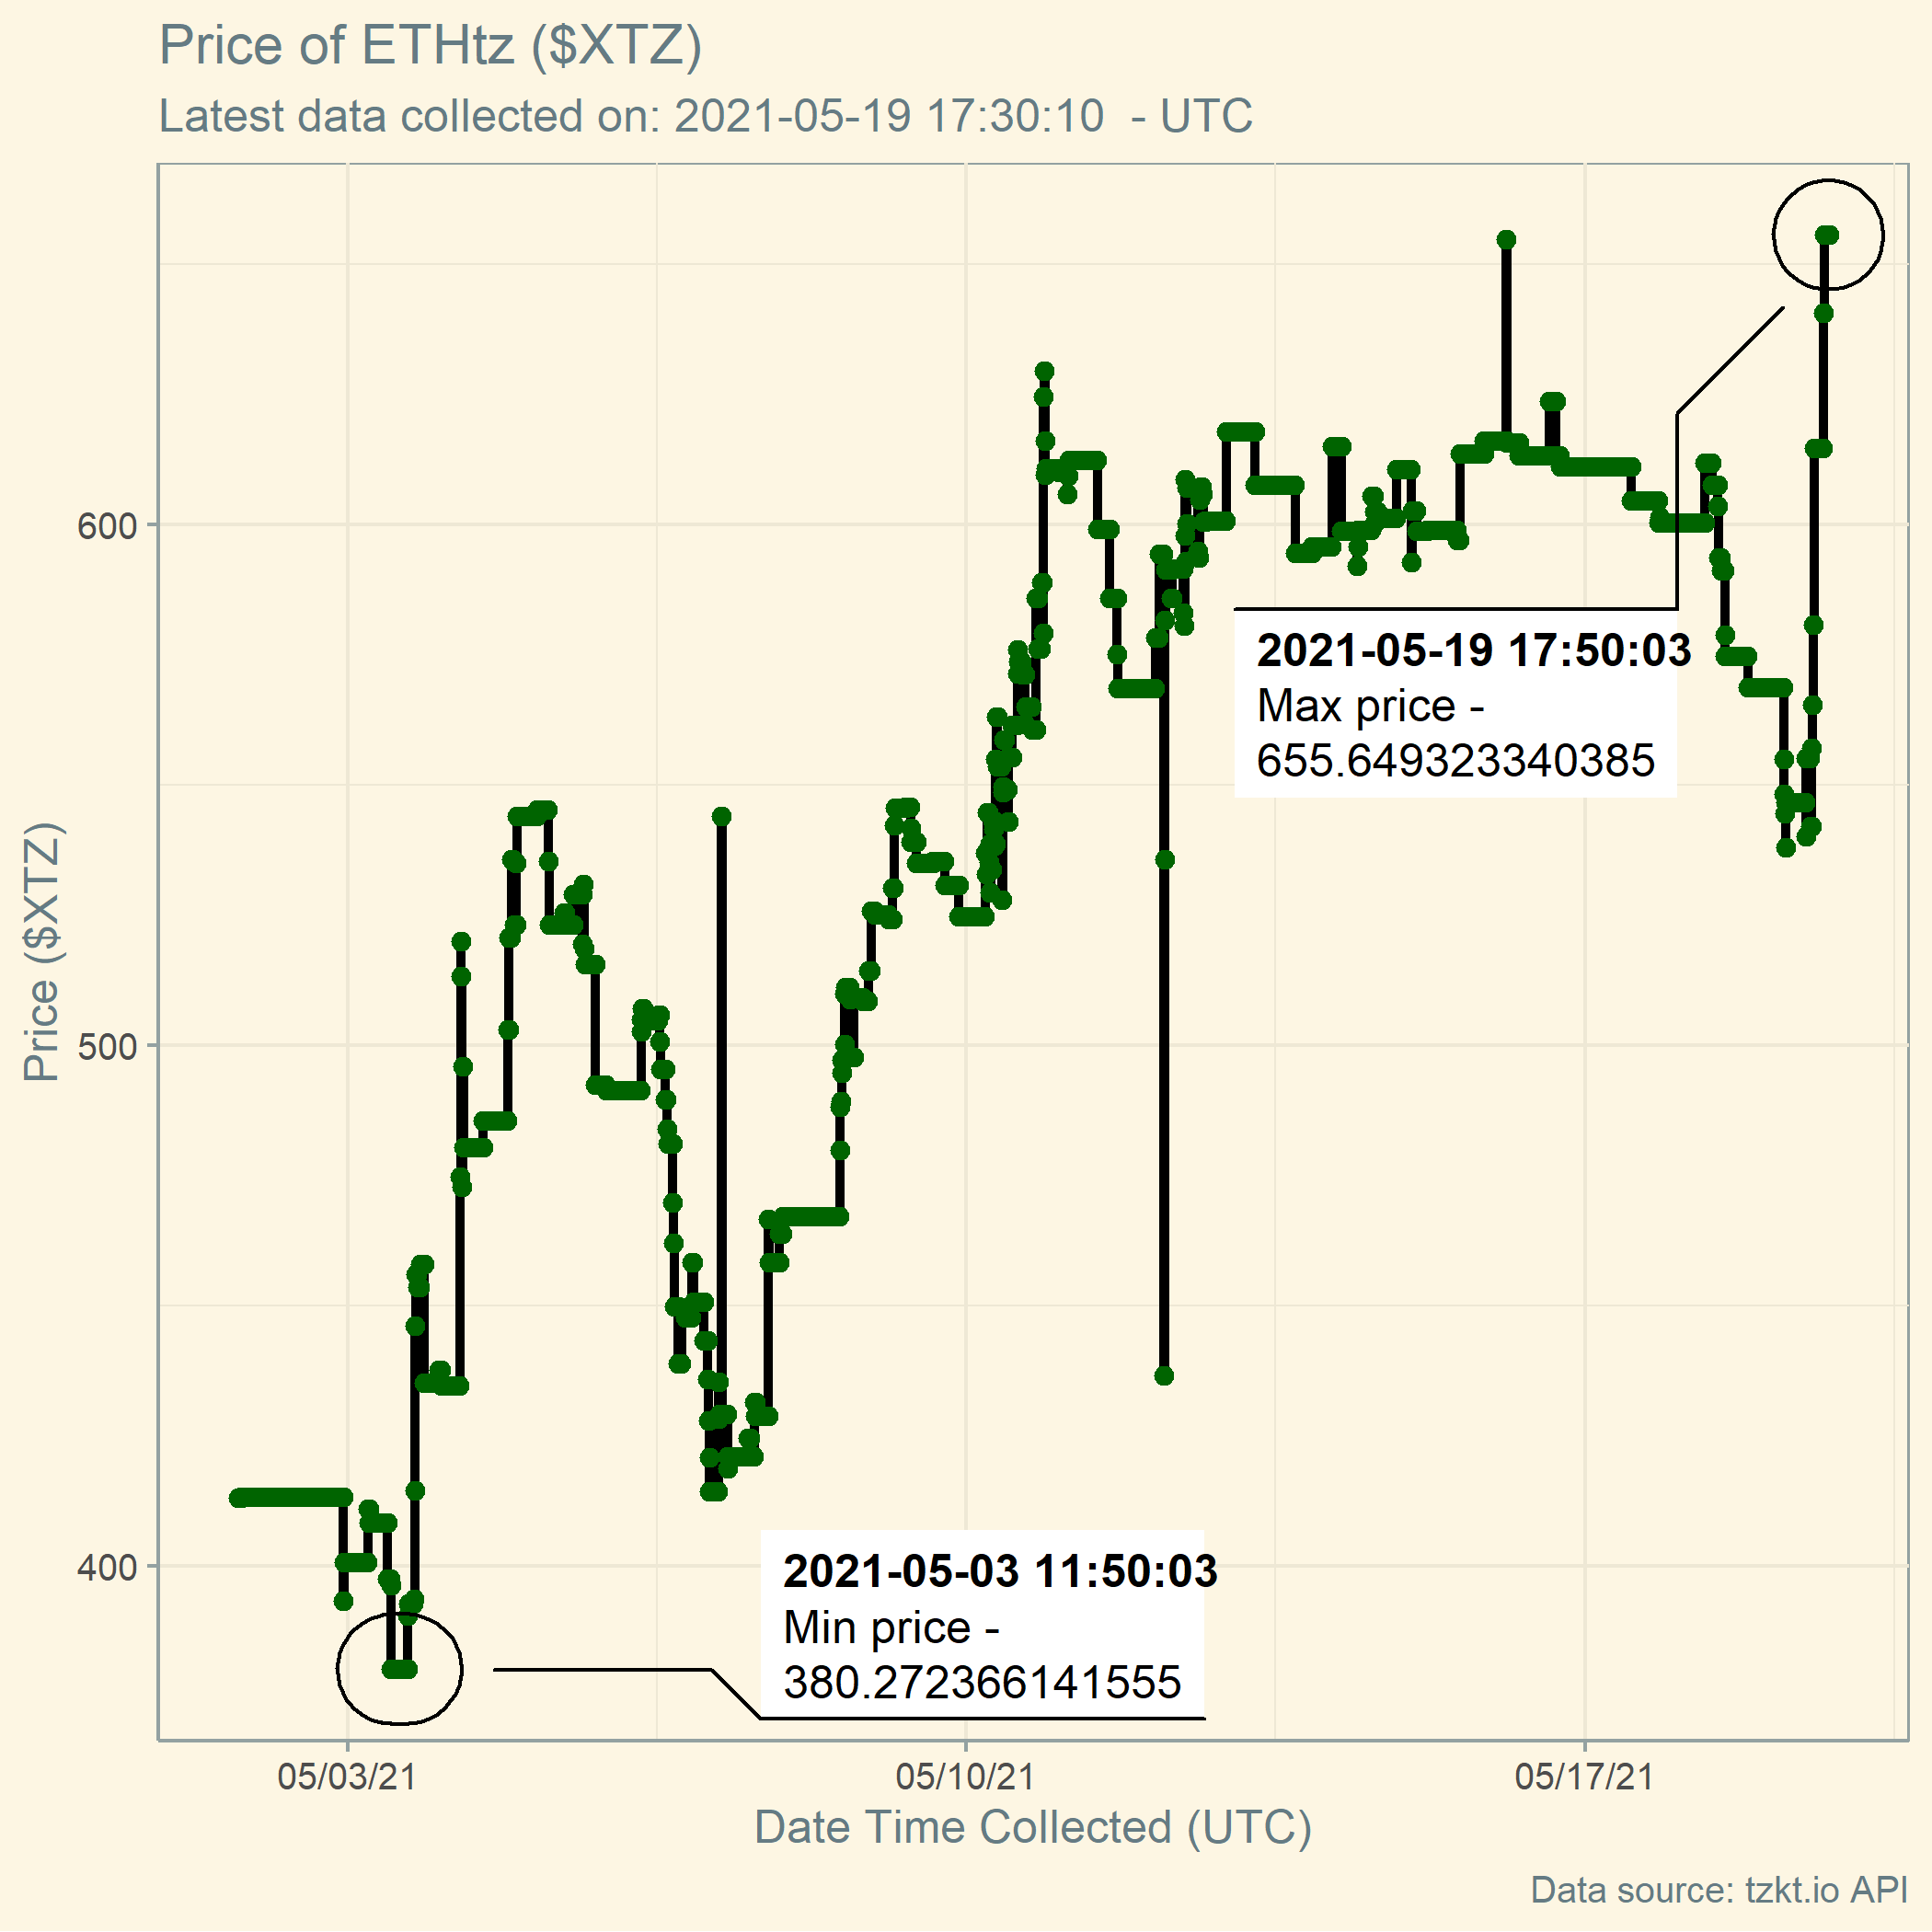 Price of ETHtz ($XTZ)
Latest data collected on: 2021-05-19 17:30:10  - UTC
Price ($XTZ)
600
500
400
2021-05-19 17:50:03
Max price -
655.649323340385
2021-05-03 11:50:03
Min price -
380.272366141555
05/03/21
05/10/21
05/17/21
Date Time Collected (UTC)
Data source: tzkt.io API